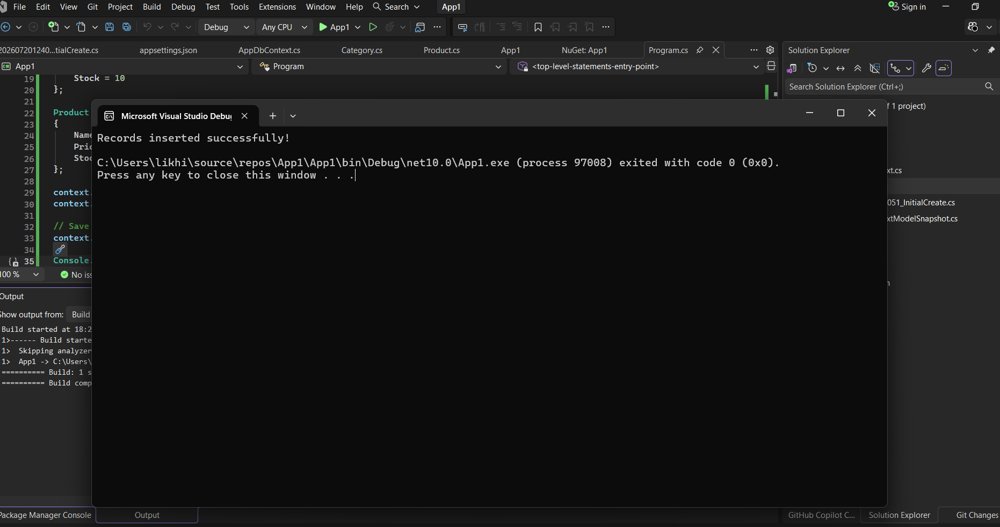 File Edit View Git Project Build Debug Test Tools Extensions Window Help Search App1 Sign in
Debug Any CPU App1
202607201240...tialCreate.cs appsettings.json AppDbContext.cs Category.cs Product.cs App1 NuGet: App1 Program.cs
Solution Explorer
C# App1 Program <top-level-statements-entry-point>
Search Solution Explorer (Ctrl+;)
f 1 project)
xt.cs
051_InitialCreate.cs
xtModelSnapshot.cs
n
19 Stock = 10
20 };
21
22 Product
23 {
24 Name
25 Pric
26 Stoc
27 };
28
29 context.
30 context.
31
32 // Save
33 context.
34
35 Console.
100 % No iss
Microsoft Visual Studio Debug
Records inserted successfully!
C:\Users\likhi\source\repos\App1\App1\bin\Debug\net10.0\App1.exe (process 97008) exited with code 0 (0x0).
Press any key to close this window . . .
Output
Show output from: Build
Build started at 18:2
1>------ Build starte
1> Skipping analyzer
1> App1 -> C:\Users\
========== Build: 1 s
========== Build comp
Package Manager Console Output
GitHub Copilot C... Solution Explorer Git Changes